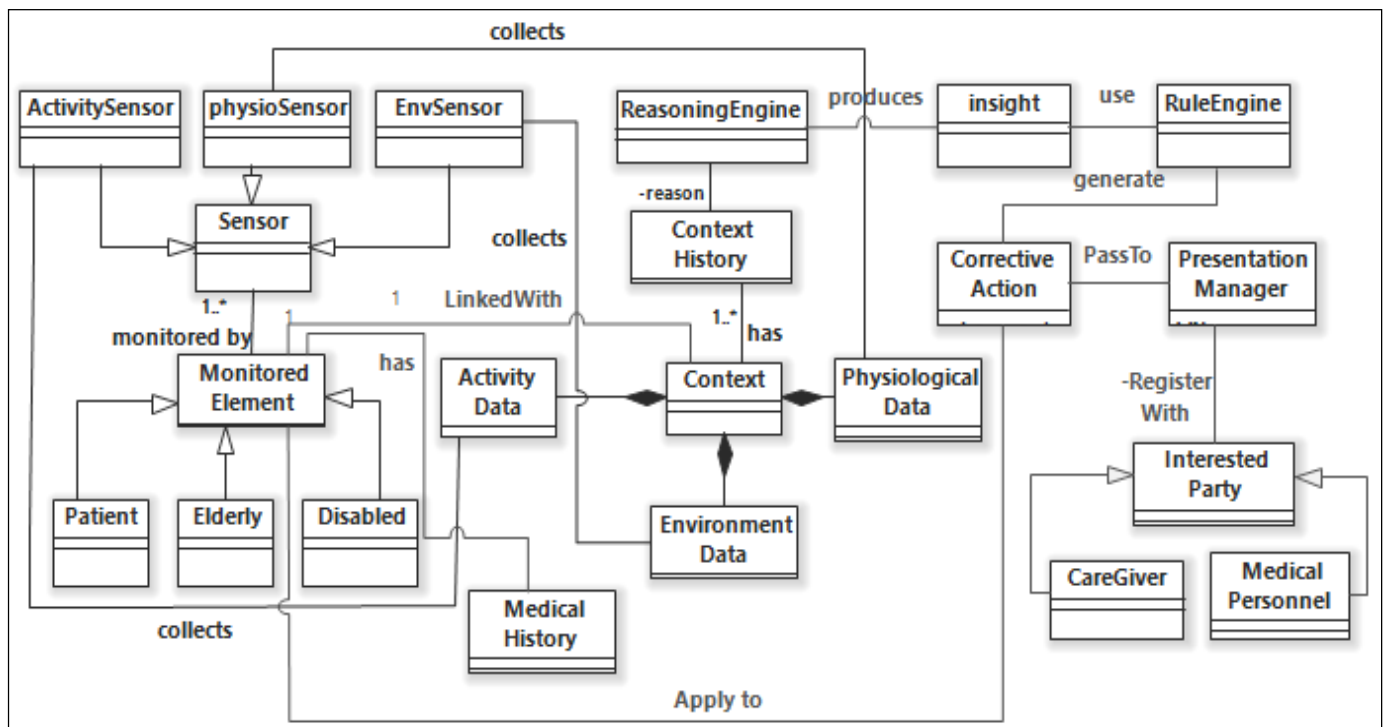 collects
ActivitySensor
physioSensor
EnvSensor
ReasoningEngine
produces
insight
use
RuleEngine
generate
-reason
Sensor
collects
Context
History
Corrective
Action
PassTo
Presentation
Manager
1..*
1
1
LinkedWith
1..*
has
monitored by
has
Monitored
Element
Activity
Data
Context
Physiological
Data
-Register
With
Interested
Party
Patient
Elderly
Disabled
Environment
Data
CareGiver
Medical
Personnel
Medical
History
collects
Apply to